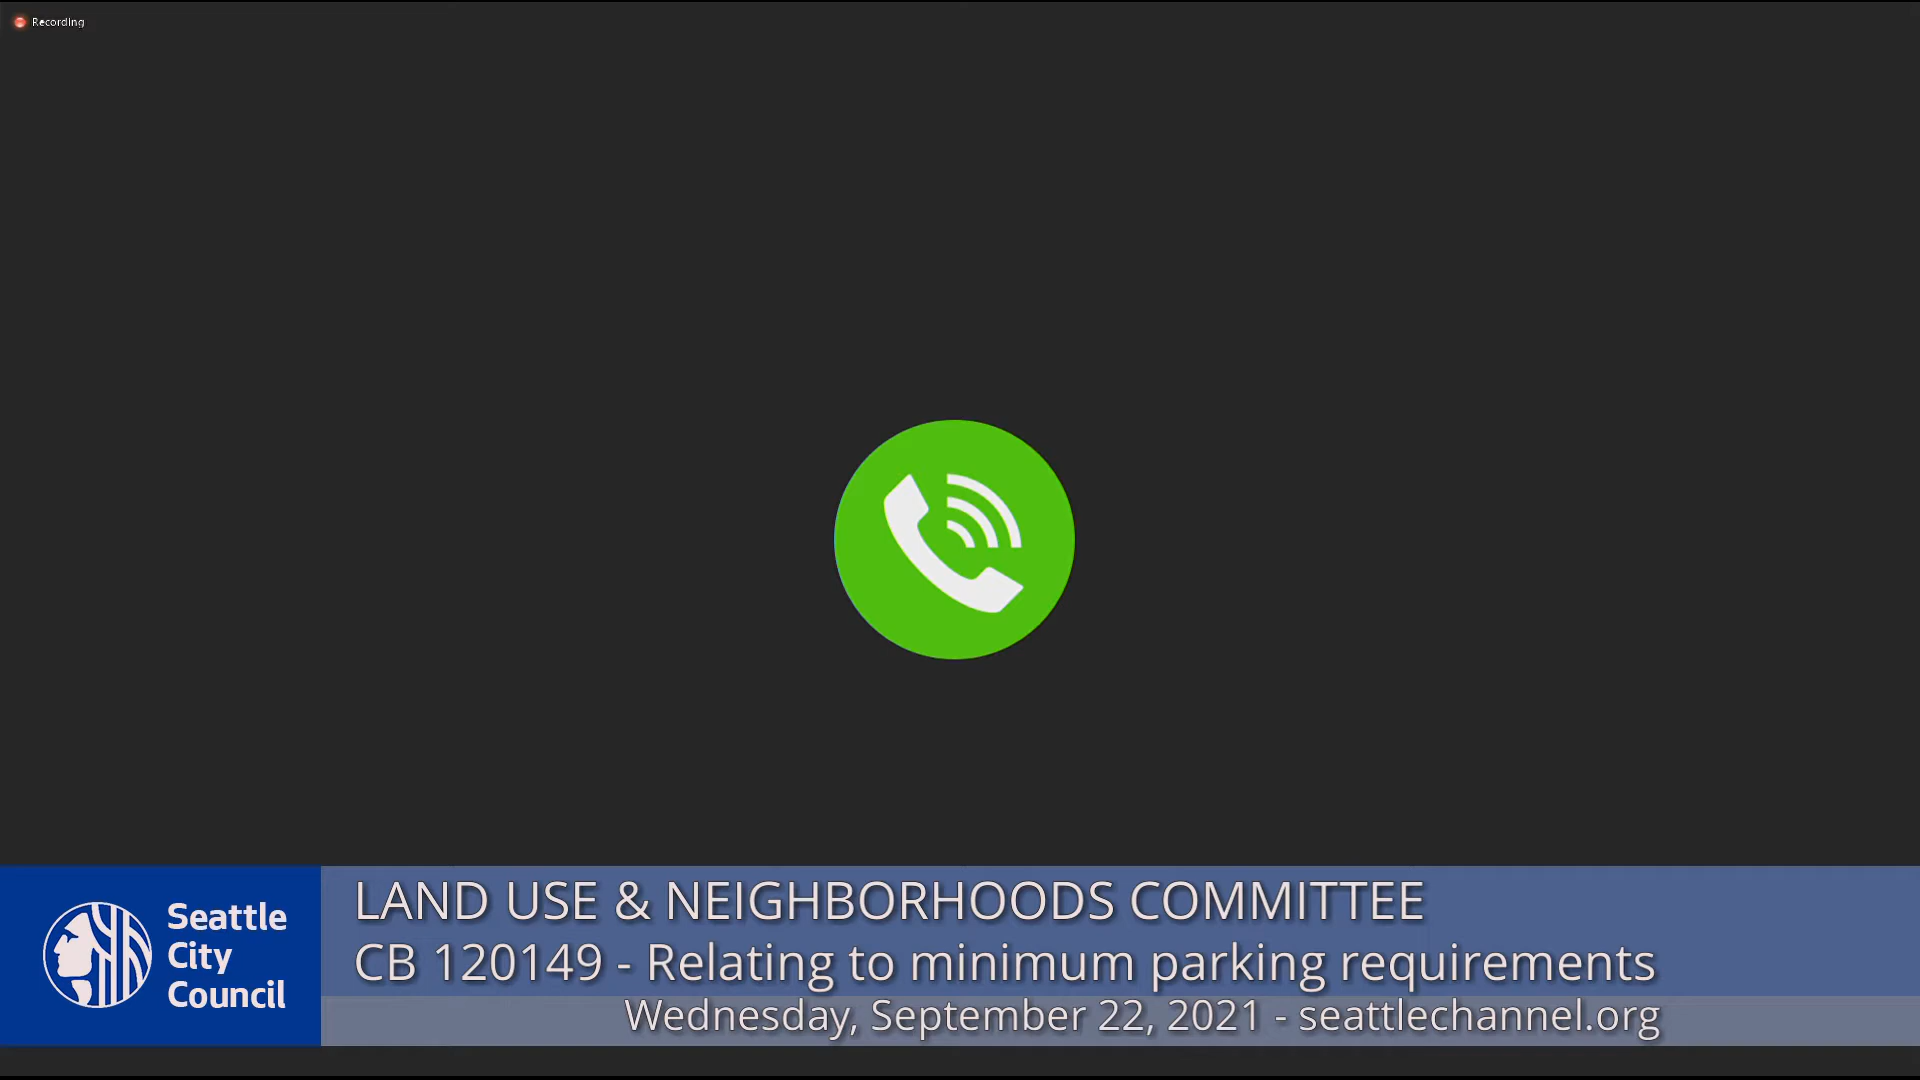 Recording
Seattle
City
Council
LAND USE & NEIGHBORHOODS COMMITTEE
CB 120149 - Relating to minimum parking requirements
Wednesday, September 22, 2021 - seattlechannel.org